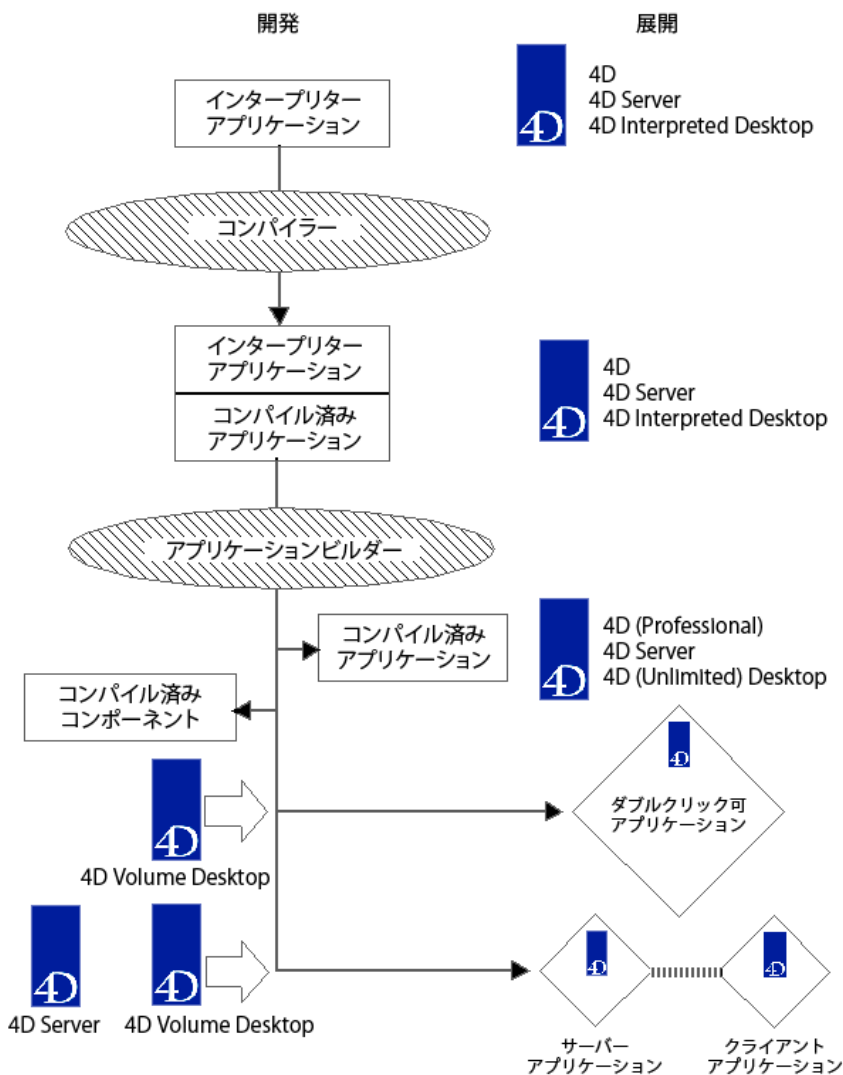 開発
展開
インタープリター
アプリケーション
4D
4D
4D Server
4D Interpreted Desktop
コンパイラー
インタープリター
アプリケーション
コンパイル済み
アプリケーション
4D
4D
4D Server
4D Interpreted Desktop
アプリケーションビルダー
コンパイル済み
アプリケーション
4D
4D (Professional)
4D Server
4D (Unlimited) Desktop
コンパイル済み
コンポーネント
4D
4D Volume Desktop
4D
ダブルクリック可
アプリケーション
4D
4D Server
4D
4D Volume Desktop
4D
サーバー
アプリケーション
4D
クライアント
アプリケーション